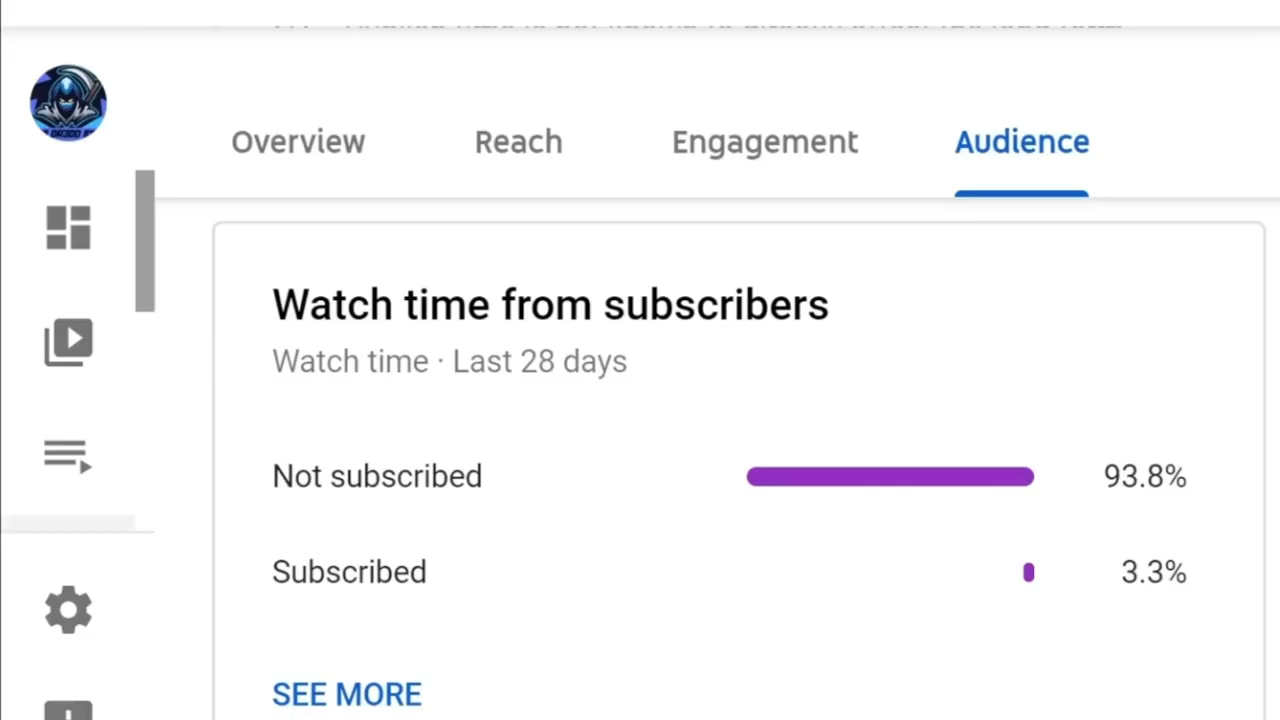 Overview Reach Engagement Audience
Watch time from subscribers
Watch time · Last 28 days
Not subscribed 93.8%
Subscribed 3.3%
SEE MORE